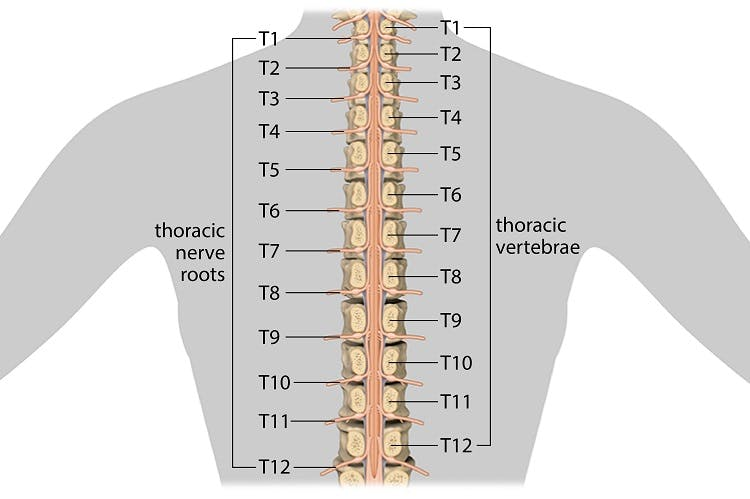 T1
T2
T3
T4
T5
T6
T7
T8
T9
T10
T11
T12
thoracic
nerve
roots
T1
T2
T3
T4
T5
T6
T7
T8
T9
T10
T11
T12
thoracic
vertebrae